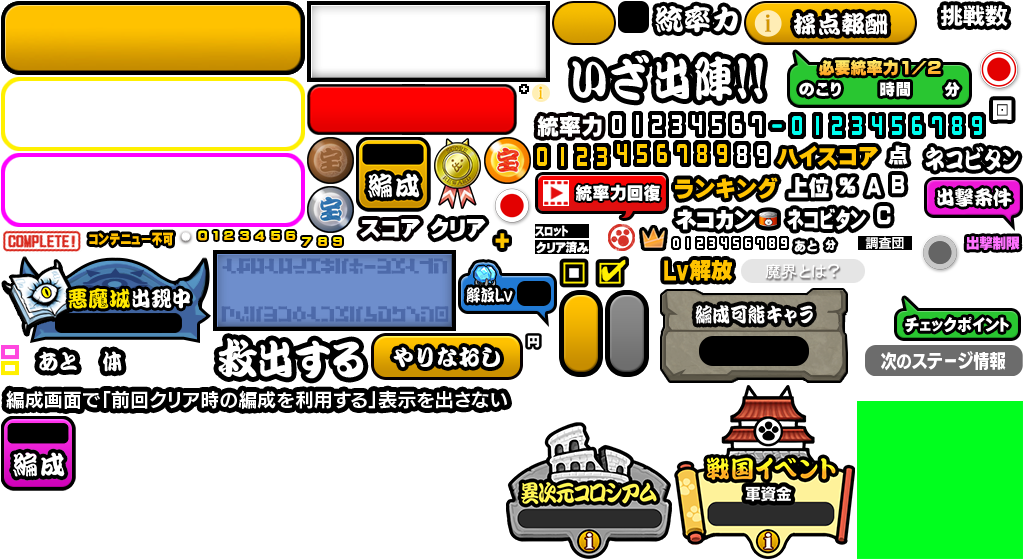 統率力
i 採点報酬
挑戦数
いざ出陣!!
必要統率力1/2
のこり 時間 分
i
統率力 01234567-0123456789
012345678989
ハイスコア 点
ネコビタン
宝
編成
宝
宝
統率力回復
ランキング 上位 % A B
出撃条件
スコア クリア
ネコカン ネコビタン C
COMPLETE!
コンテニュー不可
0123456789
+
スロット
クリア済み
0123456789 あと 分
調査団
出撃制限
悪魔城出現中
0
解放Lv
Lv解放
魔界とは?
編成可能キャラ
チェックポイント
あと 体
救出する
やりなおし
円
次のステージ情報
編成画面で「前回クリア時の編成を利用する」表示を出さない
編成
異次元コロシアム
i
戦国イベント
軍資金
i